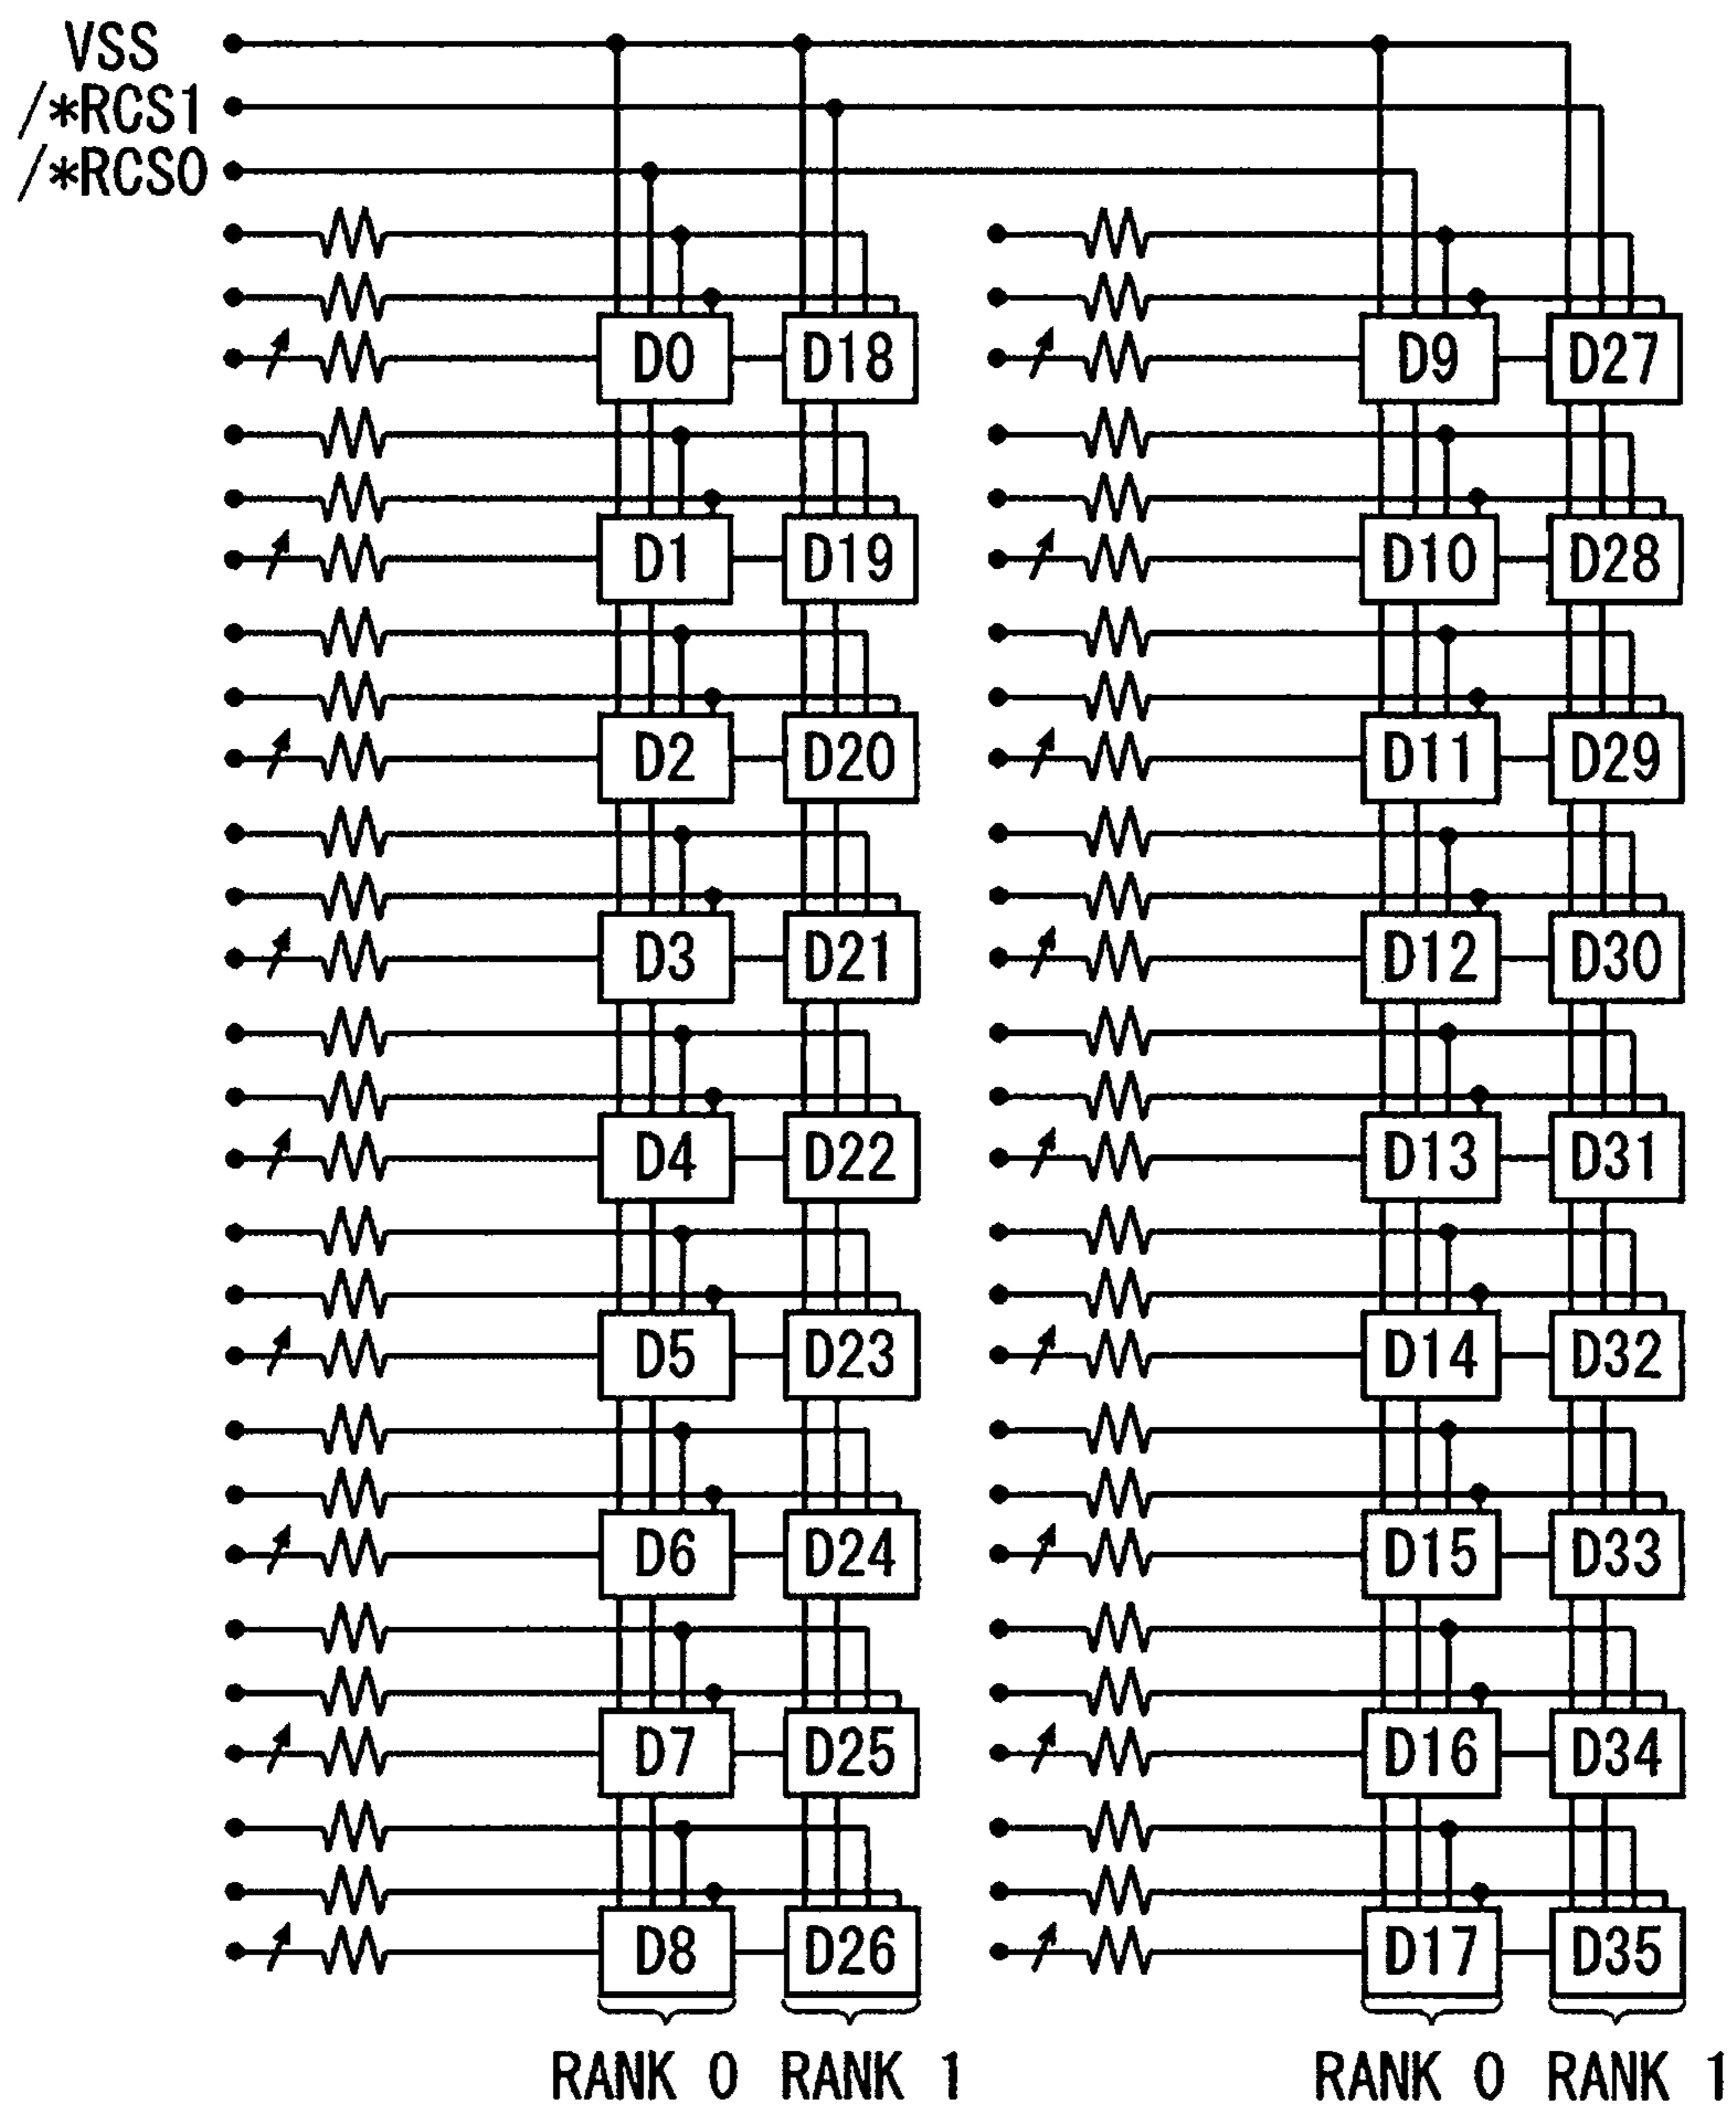 VSS
/*RCS1
/*RCS0
D0 D18 D9 D27
D1 D19 D10 D28
D2 D20 D11 D29
D3 D21 D12 D30
D4 D22 D13 D31
D5 D23 D14 D32
D6 D24 D15 D33
D7 D25 D16 D34
D8 D26 D17 D35
RANK 0 RANK 1 RANK 0 RANK 1